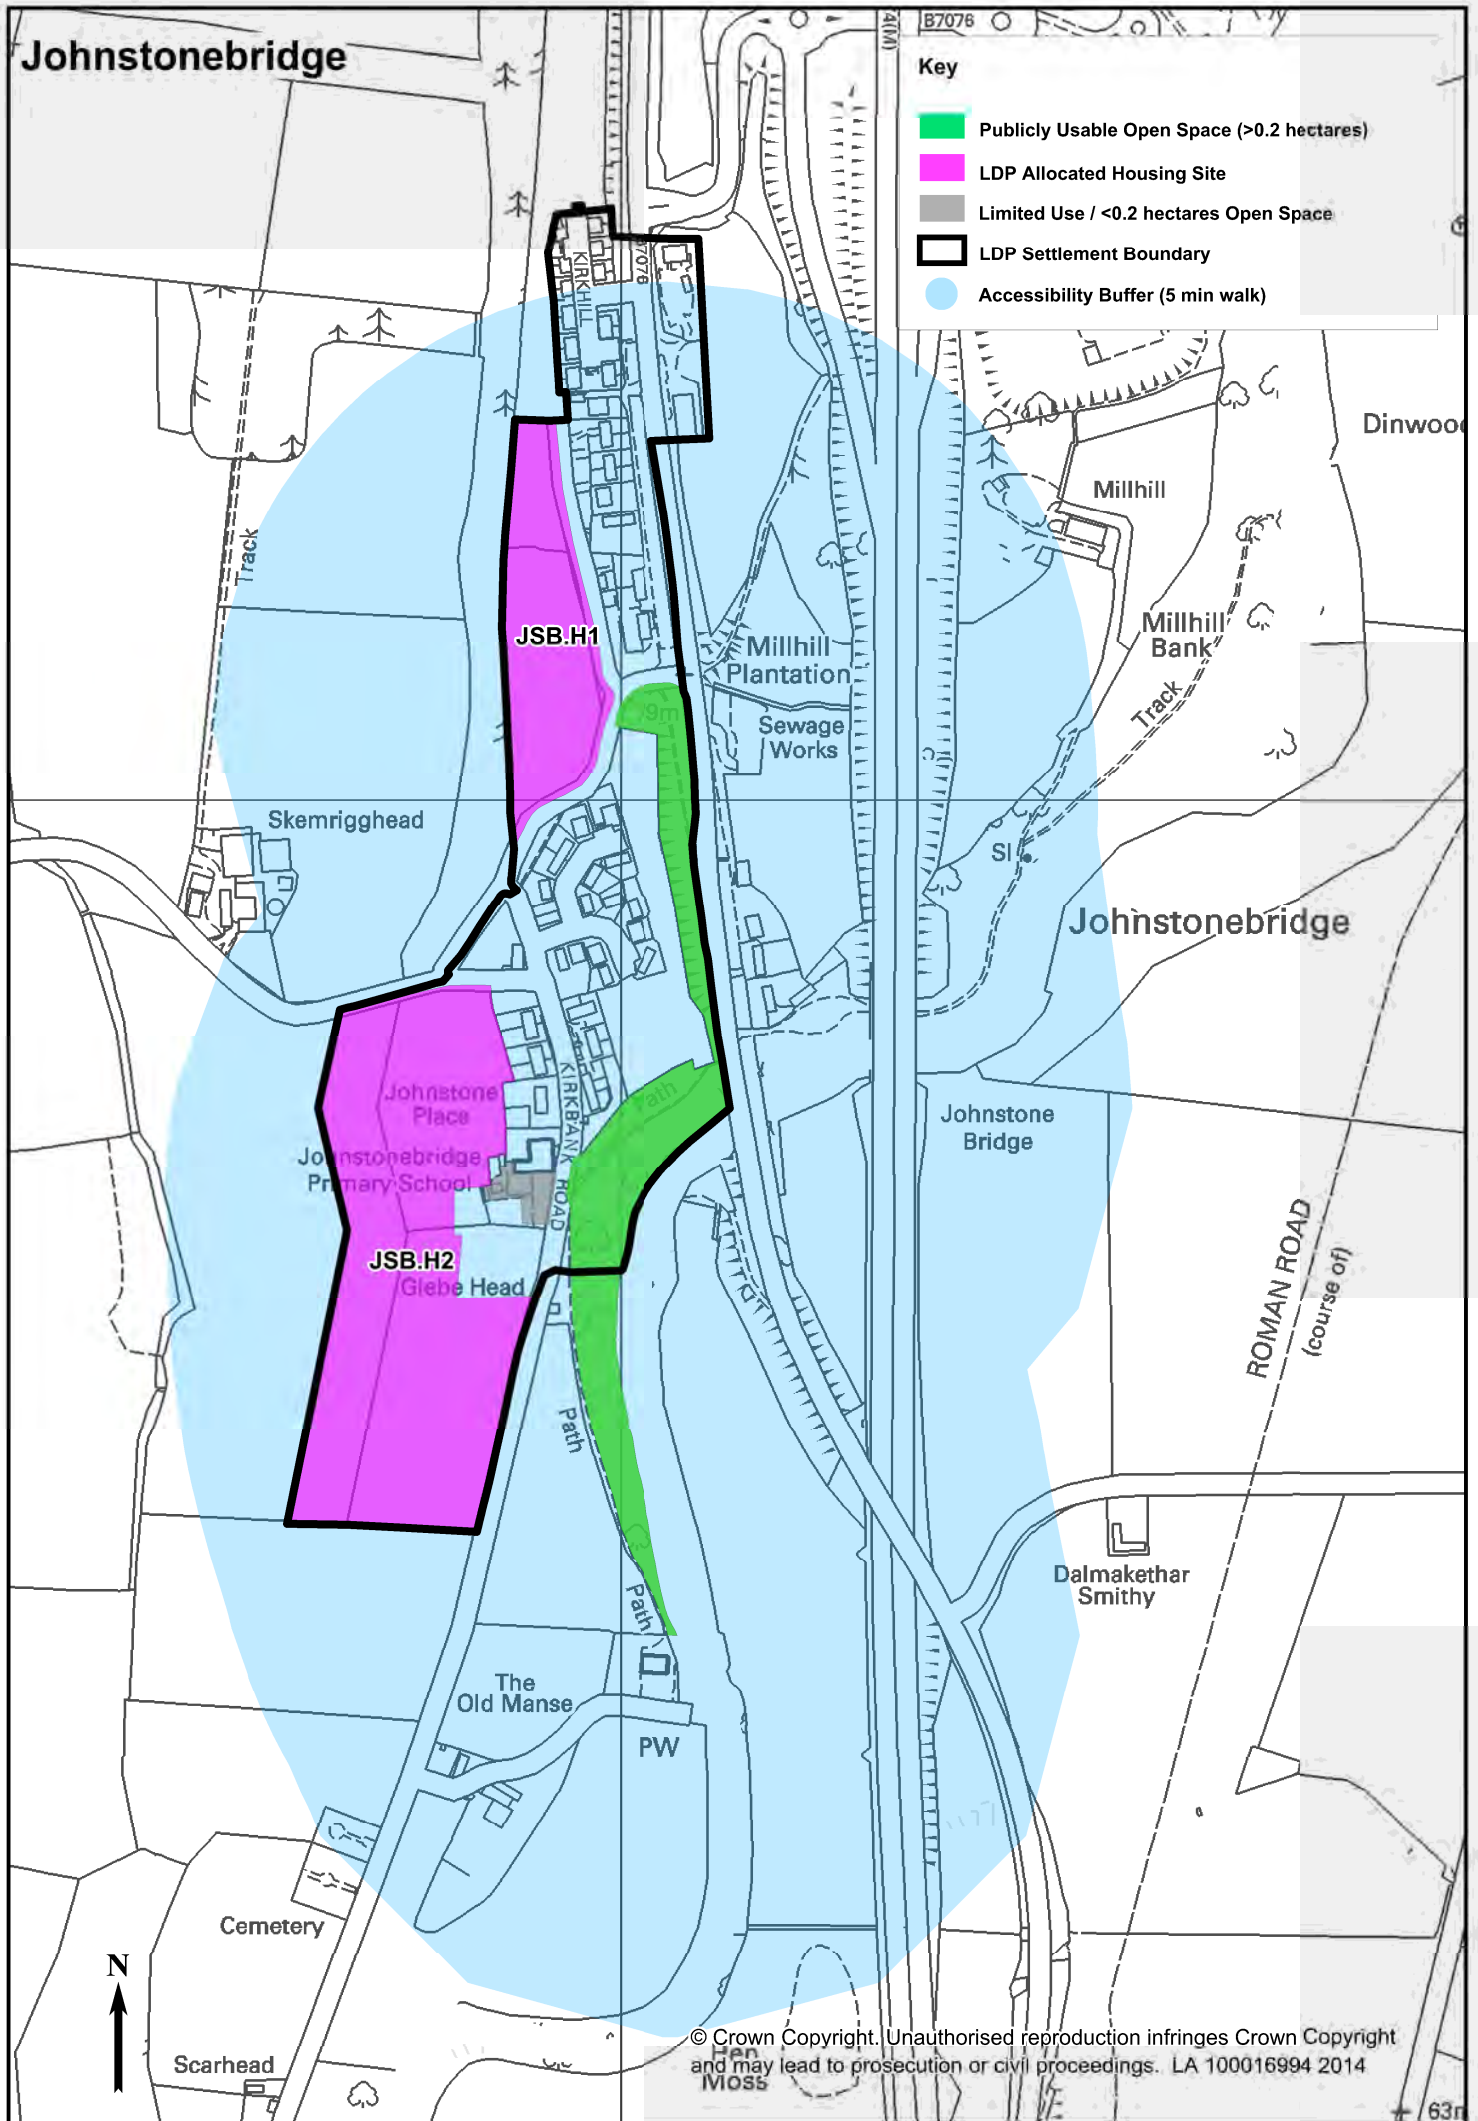 Johnstonebridge
A74(M)
B7076
Key
Publicly Usable Open Space (>0.2 hectares)
LDP Allocated Housing Site
Limited Use / <0.2 hectares Open Space
LDP Settlement Boundary
Accessibility Buffer (5 min walk)
KIRKHILL
B7076
Millhill
Track
JSB.H1
Millhill
Bank
Millhill
Plantation
Track
79m
Sewage
Works
Skemrigghead
Johnstonebridge
Johnstone
Place
Path
KIRKBANK ROAD
Johnstone
Bridge
Johnstonebridge
Primary School
JSB.H2
Glebe Head
ROMAN ROAD
(course of)
Path
Dalmakethar
Smithy
Path
The
Old Manse
PW
Cemetery
N
Scarhead
© Crown Copyright. Unauthorised reproduction infringes Crown Copyright
and may lead to prosecution or civil proceedings. LA 100016994 2014
Hen
Moss